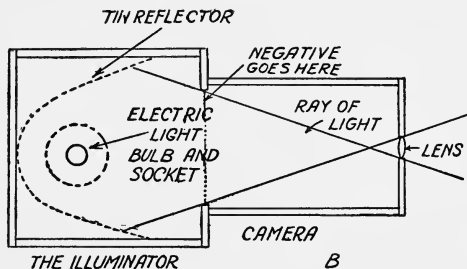 TIN REFLECTOR
NEGATIVE
GOES HERE
RAY OF
LIGHT
ELECTRIC
LIGHT
BULB AND
SOCKET
LENS
CAMERA
THE ILLUMINATOR
B